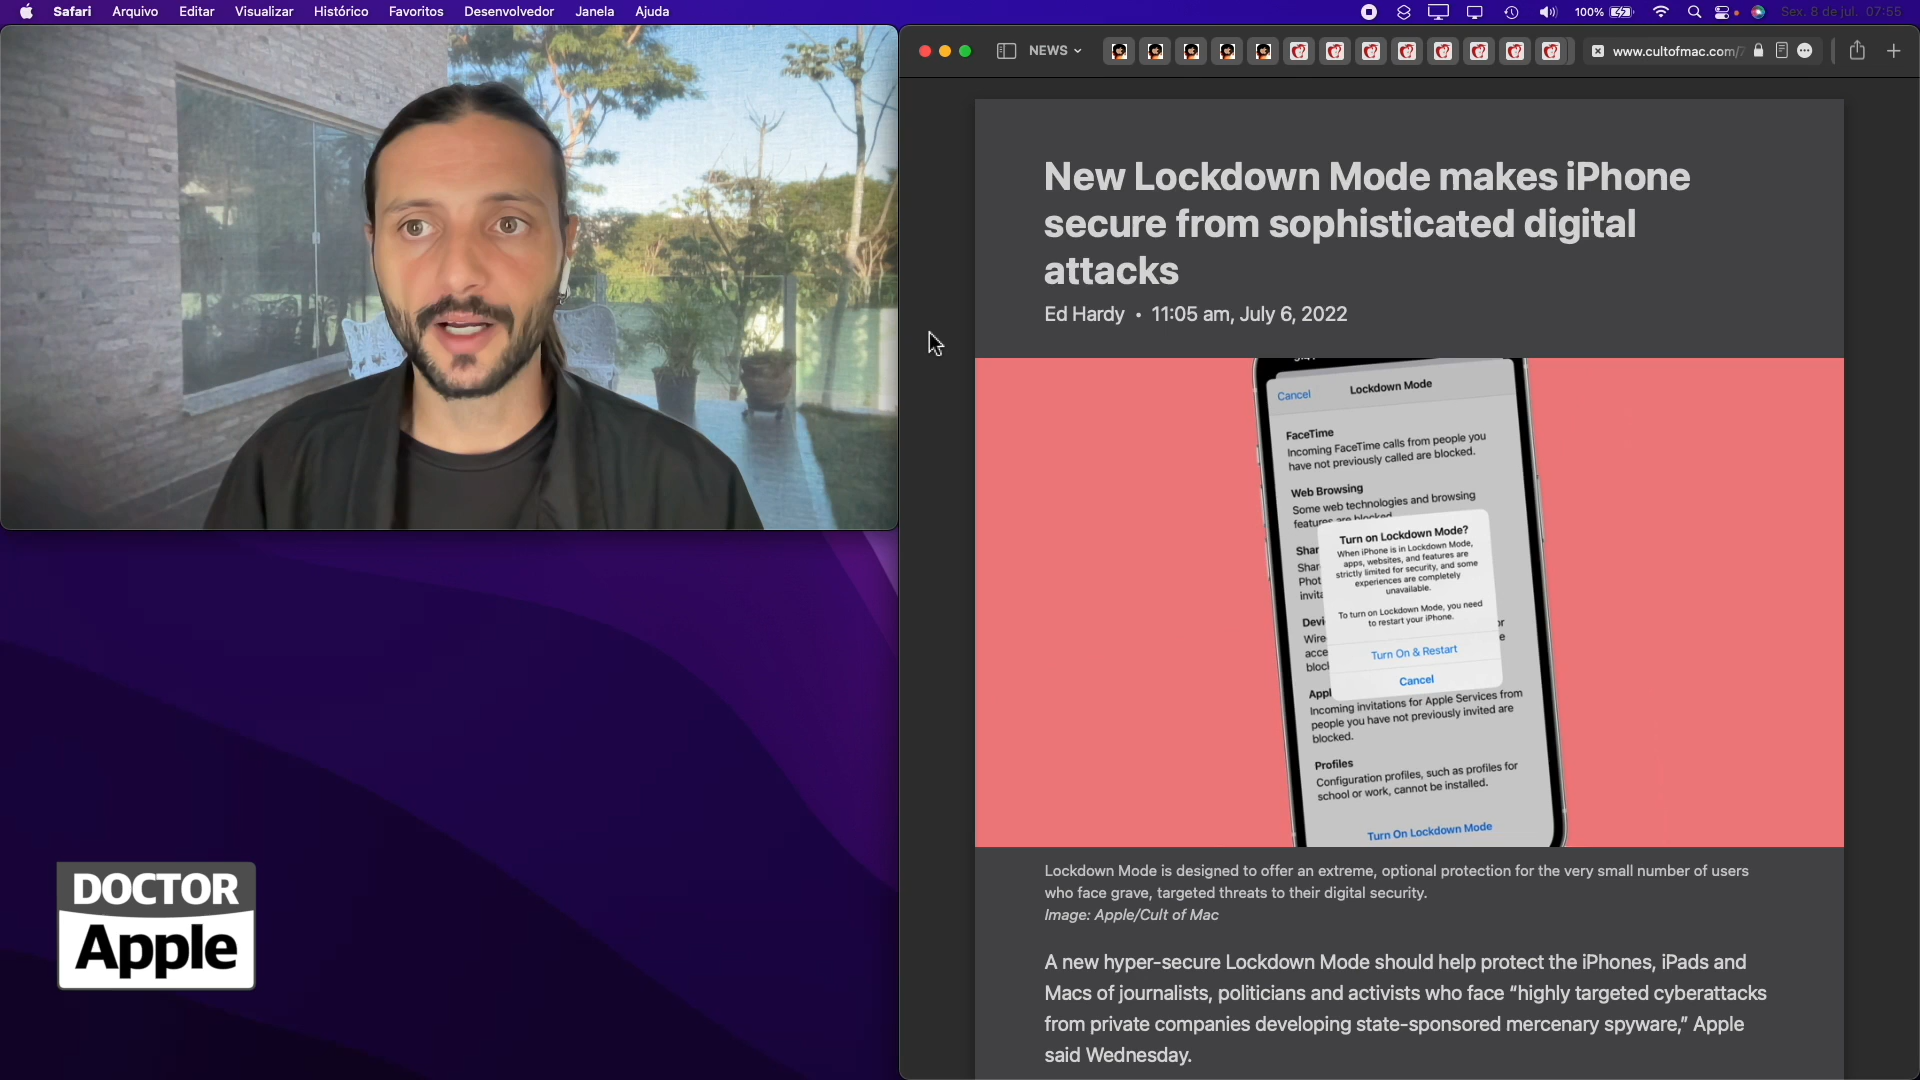 Safari Arquivo Editar Visualizar Histórico Favoritos Desenvolvedor Janela Ajuda
100%
Sex. 8 de jul. 07:55
NEWS
www.cultofmac.com/
New Lockdown Mode makes iPhone
secure from sophisticated digital
attacks
Ed Hardy • 11:05 am, July 6, 2022
Cancel
Lockdown Mode
FaceTime
Incoming FaceTime calls from people you
have not previously called are blocked.
Web Browsing
Some web technologies and browsing
features are blocked
Turn on Lockdown Mode?
When iPhone is in Lockdown Mode,
apps, websites, and features are
strictly limited for security, and some
experiences are completely
unavailable.
To turn on Lockdown Mode, you need
to restart your iPhone.
Turn On & Restart
Cancel
Incoming invitations for Apple Services from
people you have not previously invited are
blocked.
Profiles
Configuration profiles, such as profiles for
school or work, cannot be installed.
Turn On Lockdown Mode
Lockdown Mode is designed to offer an extreme, optional protection for the very small number of users
who face grave, targeted threats to their digital security.
Image: Apple/Cult of Mac
A new hyper-secure Lockdown Mode should help protect the iPhones, iPads and
Macs of journalists, politicians and activists who face “highly targeted cyberattacks
from private companies developing state-sponsored mercenary spyware,” Apple
said Wednesday.
DOCTOR
Apple